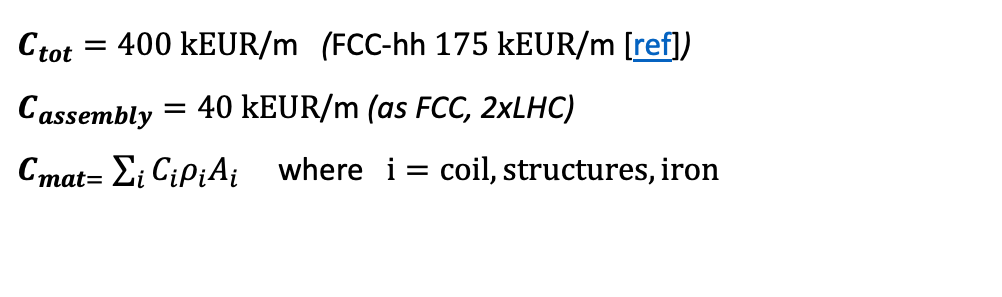 C_tot = 400 kEUR/m (FCC-hh 175 kEUR/m [ref])
C_assembly = 40 kEUR/m (as FCC, 2xLHC)
C_mat= ∑_i C_iρ_iA_i where i = coil, structures, iron